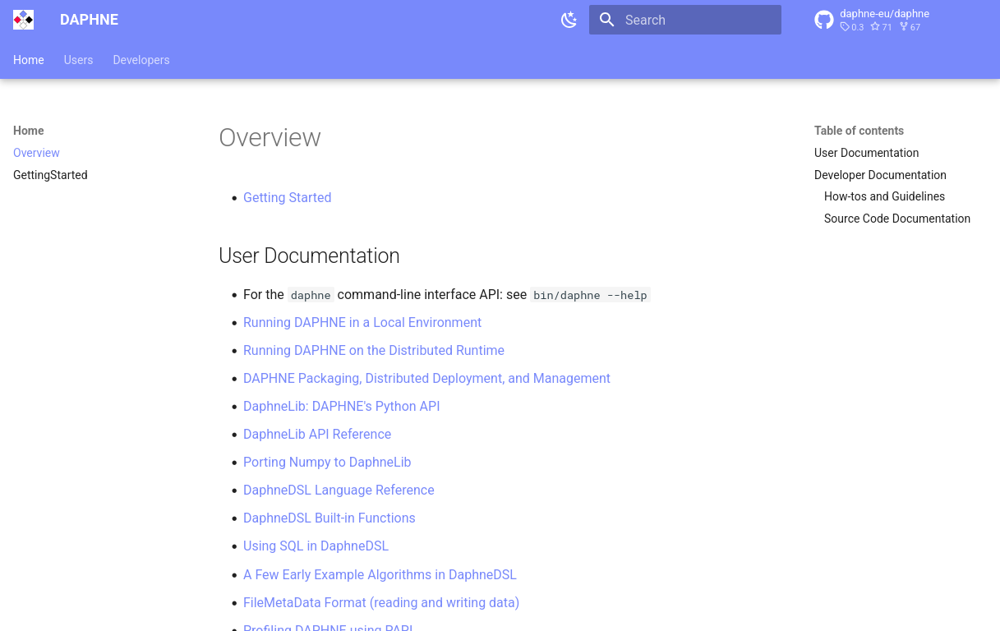 DAPHNE
Search
daphne-eu/daphne
0.3 71 67
Home Users Developers
Home
Overview
GettingStarted
Overview
Getting Started
User Documentation
For the daphne command-line interface API: see bin/daphne --help
Running DAPHNE in a Local Environment
Running DAPHNE on the Distributed Runtime
DAPHNE Packaging, Distributed Deployment, and Management
DaphneLib: DAPHNE's Python API
DaphneLib API Reference
Porting Numpy to DaphneLib
DaphneDSL Language Reference
DaphneDSL Built-in Functions
Using SQL in DaphneDSL
A Few Early Example Algorithms in DaphneDSL
FileMetaData Format (reading and writing data)
Profiling DAPHNE using PAPI
Table of contents
User Documentation
Developer Documentation
How-tos and Guidelines
Source Code Documentation